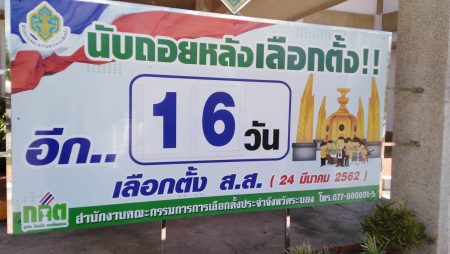 นับถอยหลังเลือกตั้ง!!
อีก.. 16 วัน
เลือกตั้ง ส.ส. ( 24 มีนาคม 2562 )
กกต
สำนักงานคณะกรรมการการเลือกตั้งประจำจังหวัดระนอง โทร.077-800001-5